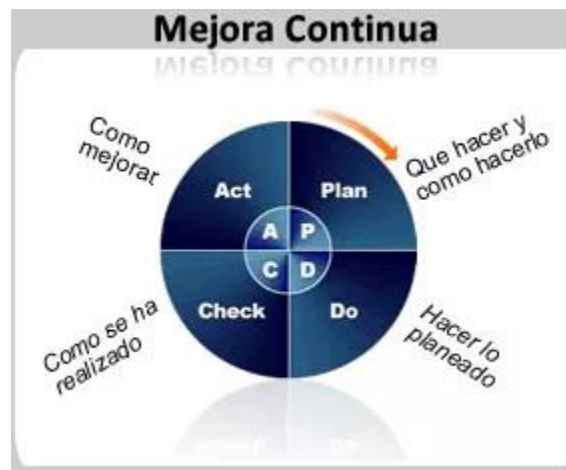 Mejora Continua
Como
mejorar
Que hacer y
como hacerlo
Act
Plan
A
P
C
D
Check
Do
Como se ha
realizado
Hacer lo
planeado